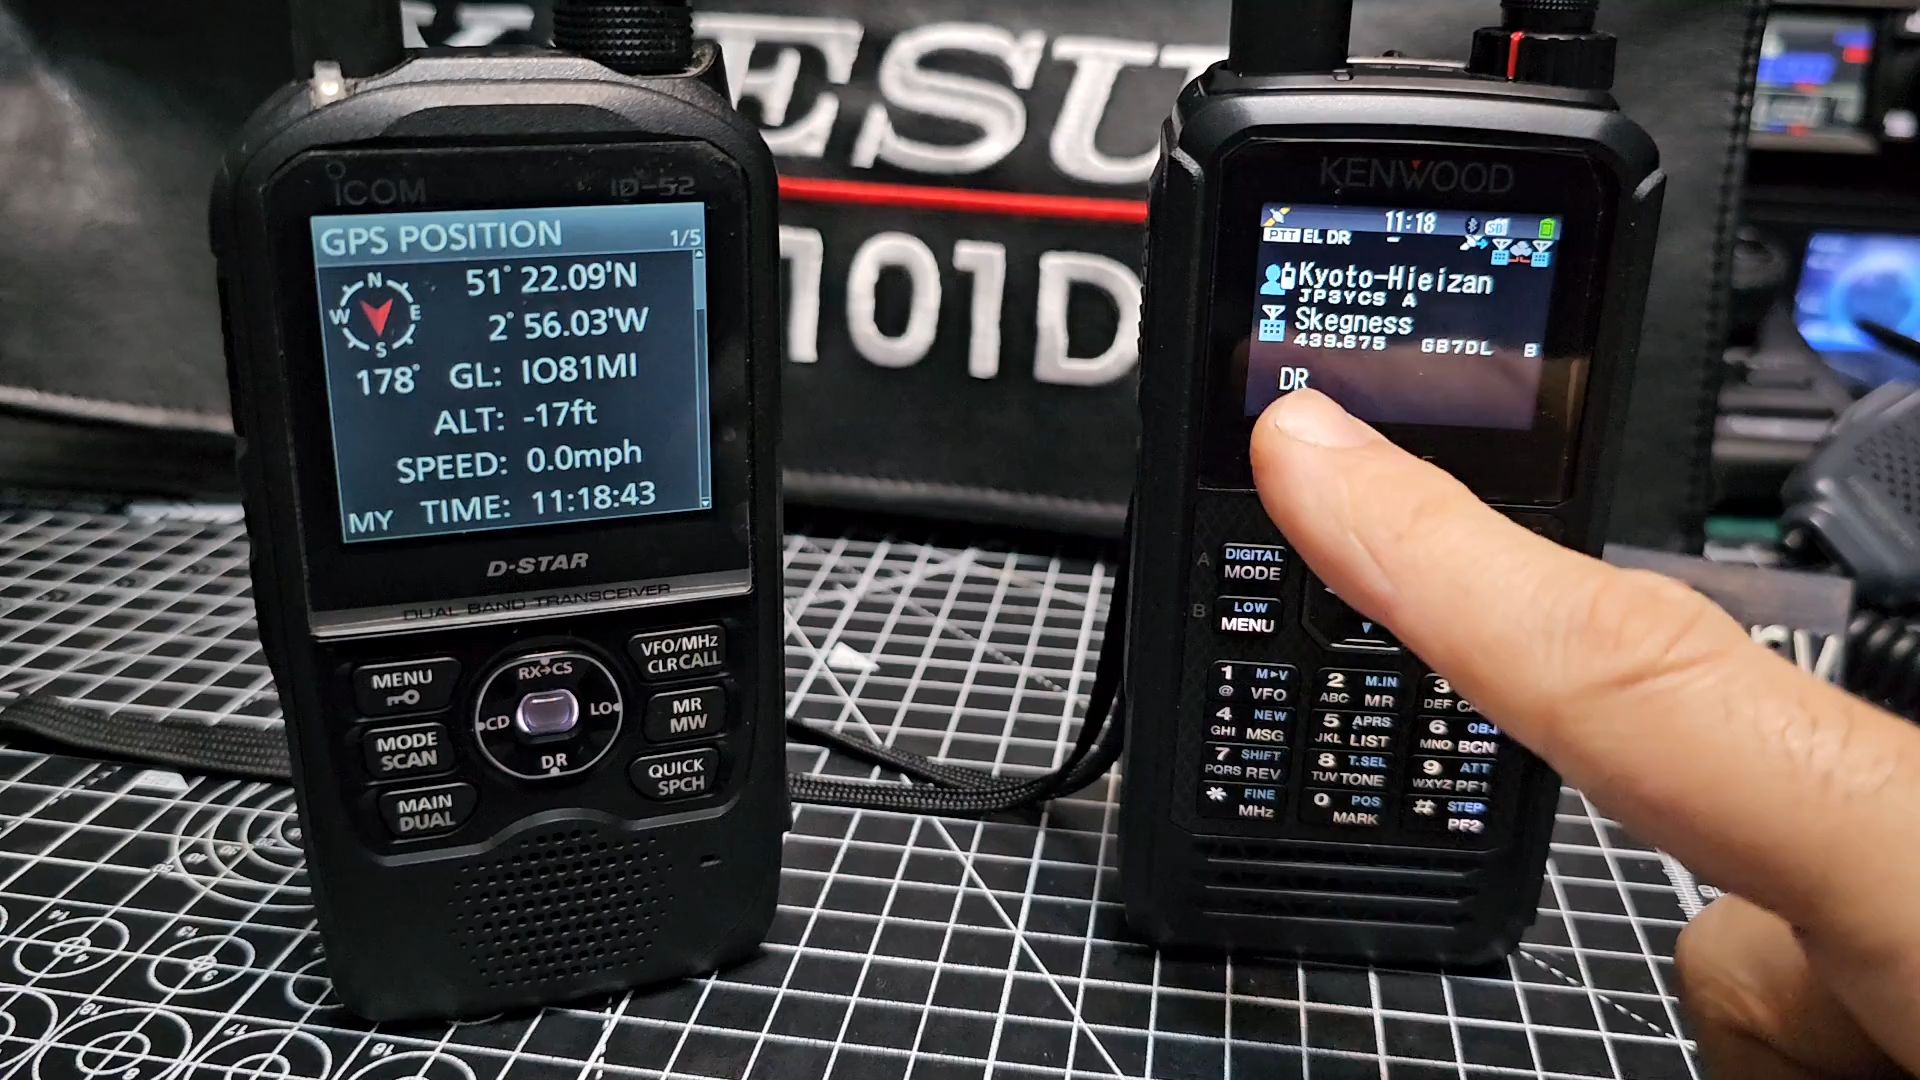 YAESU
101D
ICOM
ID-52
GPS POSITION 1/5
N
W E
S
178°
51° 22.09'N
2° 56.03'W
GL: IO81MI
ALT: -17ft
SPEED: 0.0mph
MY TIME: 11:18:43
D-STAR
DUAL BAND TRANSCEIVER
MENU
RX→CS
VFO/MHz
CLR CALL
CD
LO
MR
MW
MODE
SCAN
DR
QUICK
SPCH
MAIN
DUAL
KENWOOD
11:18
SD
PTT EL DR
Kyoto-Hieizan
JP3YCS A
Skegness
439.675 GB7DL B
DR
A
DIGITAL
MODE
B
LOW
MENU
1 M►V
@ VFO
2 M.IN
ABC MR
3
DEF CA
4 NEW
GHI MSG
5 APRS
JKL LIST
6 OBJ
MNO BCN
7 SHIFT
PQRS REV
8 T.SEL
TUV TONE
9 ATT
WXYZ PF1
* FINE
MHz
0 POS
MARK
# STEP
PF2